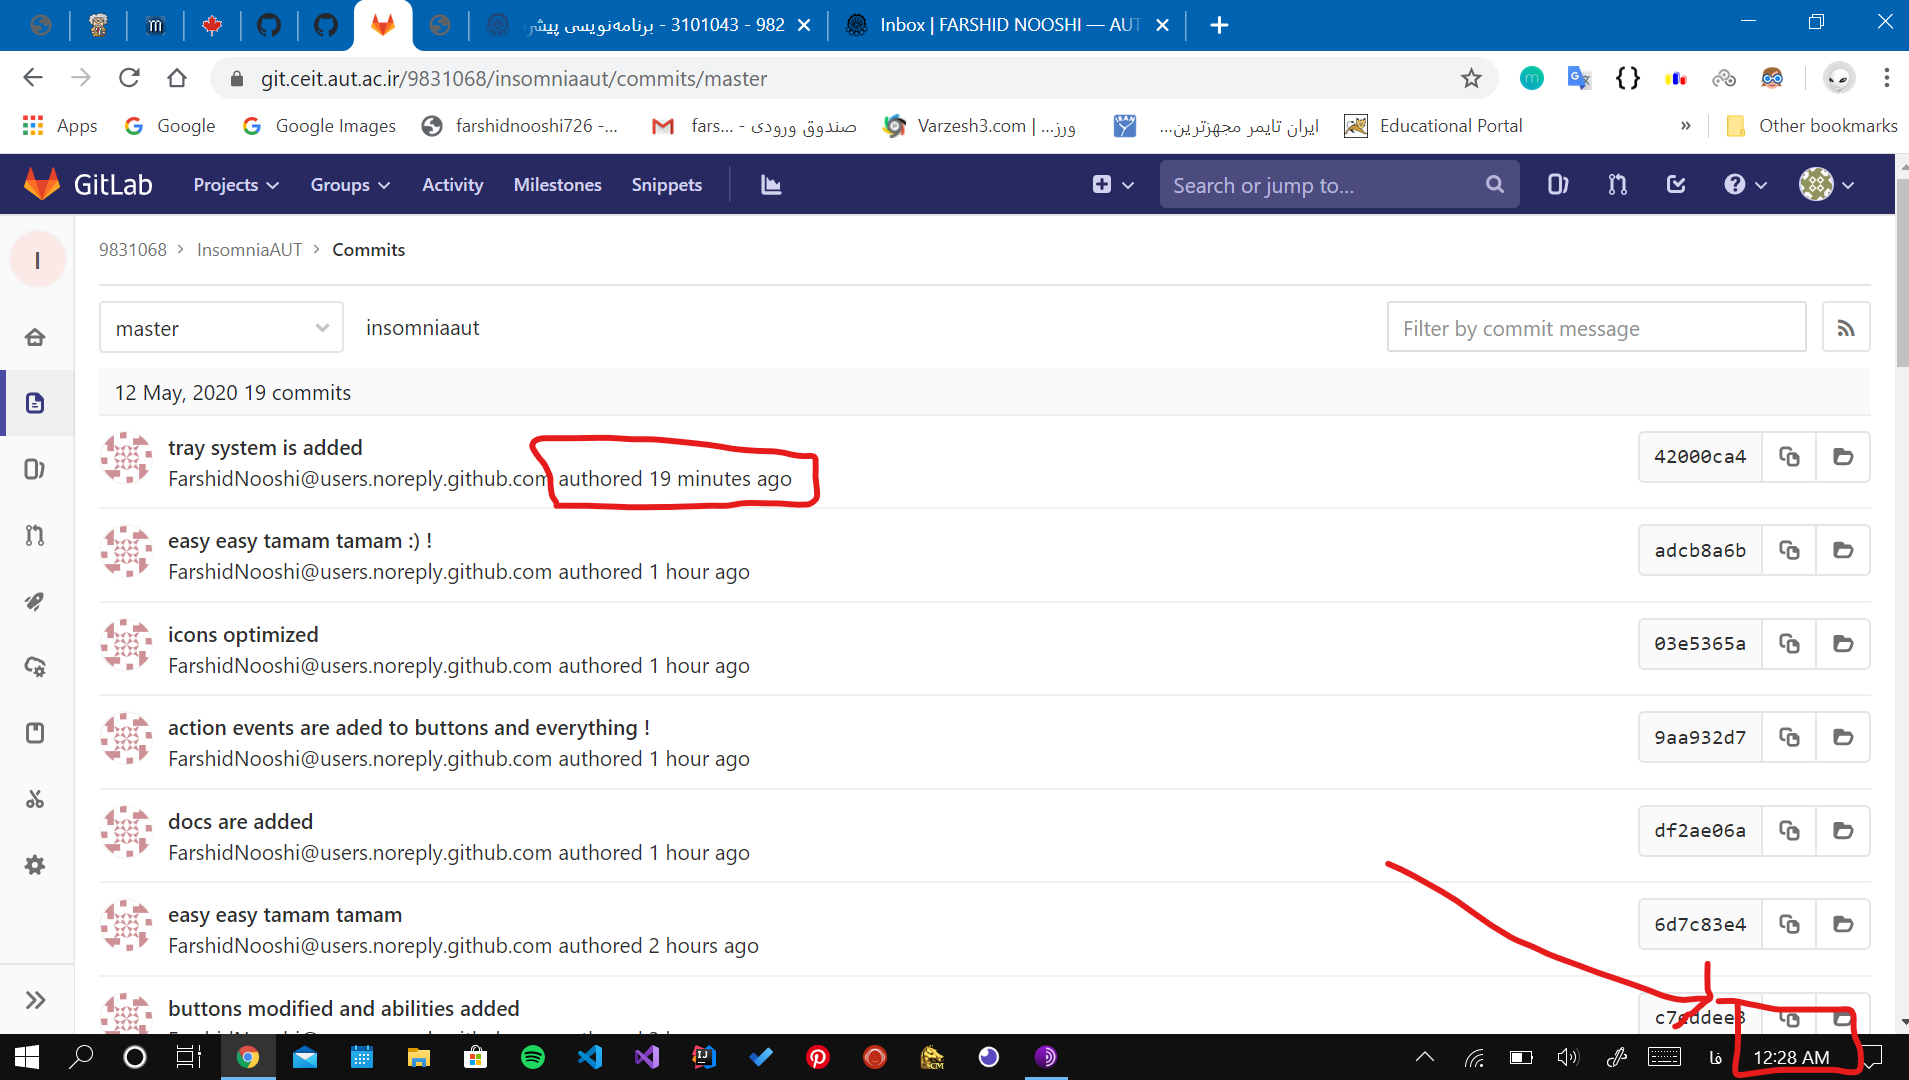 982 - 3101043 - برنامه‌نویسی پیشر
Inbox | FARSHID NOOSHI — AUT
git.ceit.aut.ac.ir/9831068/insomniaaut/commits/master
Apps
Google
Google Images
farshidnooshi726 -...
صندوق ورودی - ...fars
Varzesh3.com | ...ورز
ایران تایمر مجهزترین...
Educational Portal
»
Other bookmarks
GitLab
Projects
Groups
Activity
Milestones
Snippets
Search or jump to...
I
9831068 > InsomniaAUT > Commits
master
insomniaaut
Filter by commit message
12 May, 2020 19 commits
tray system is added
FarshidNooshi@users.noreply.github.com authored 19 minutes ago
42000ca4
easy easy tamam tamam :) !
FarshidNooshi@users.noreply.github.com authored 1 hour ago
adcb8a6b
icons optimized
FarshidNooshi@users.noreply.github.com authored 1 hour ago
03e5365a
action events are aded to buttons and everything !
FarshidNooshi@users.noreply.github.com authored 1 hour ago
9aa932d7
docs are added
FarshidNooshi@users.noreply.github.com authored 1 hour ago
df2ae06a
easy easy tamam tamam
FarshidNooshi@users.noreply.github.com authored 2 hours ago
6d7c83e4
buttons modified and abilities added
فا
12:28 AM